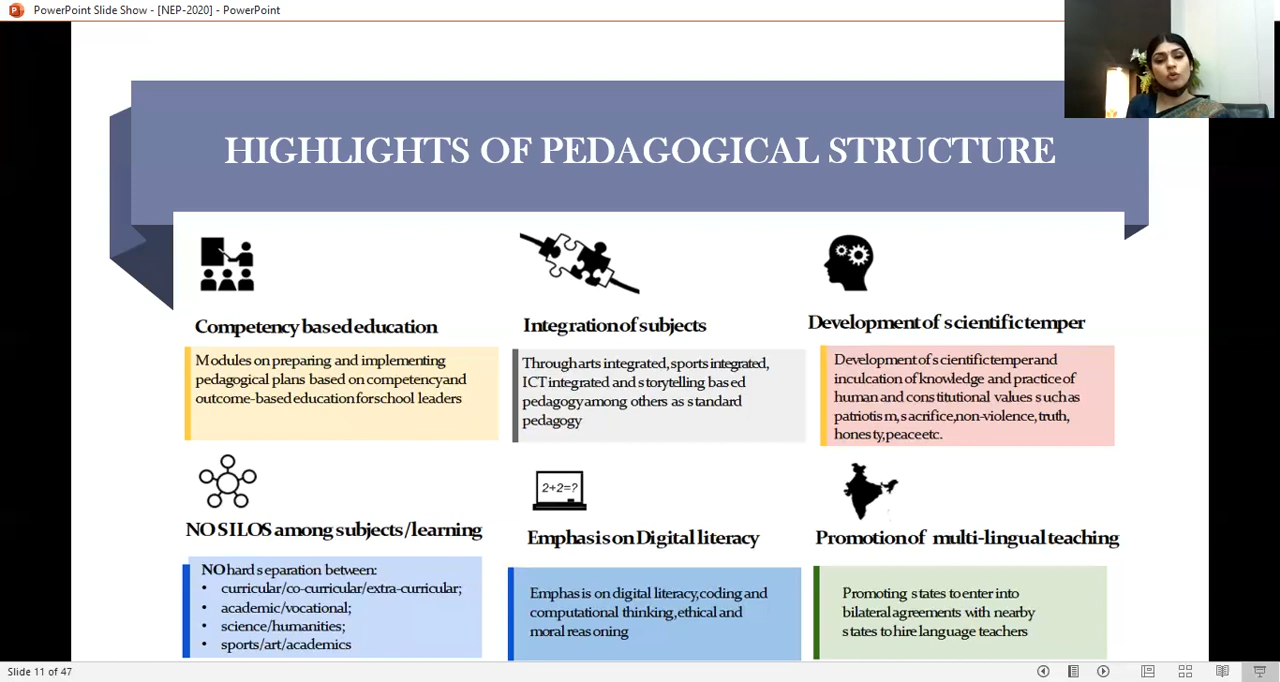 PowerPoint Slide Show - [NEP-2020] - PowerPoint
HIGHLIGHTS OF PEDAGOGICAL STRUCTURE
Competency based education
Modules on preparing and implementing
pedagogical plans based on competency and
outcome-based education for school leaders
Integration of subjects
Through arts integrated, sports integrated,
ICT integrated and storytelling based
pedagogy among others as standard
pedagogy
Development of scientific temper
Development of scientific temper and
inculcation of knowledge and practice of
human and constitutional values such as
patriotism, sacrifice, non-violence, truth,
honesty, peace etc.
NO SILOS among subjects/learning
NO hard separation between:
• curricular/co-curricular/extra-curricular;
• academic/vocational;
• science/humanities;
• sports/art/academics
2+2=?
Emphasis on Digital literacy
Emphasis on digital literacy, coding and
computational thinking, ethical and
moral reasoning
Promotion of multi-lingual teaching
Promoting states to enter into
bilateral agreements with nearby
states to hire language teachers
Slide 11 of 47